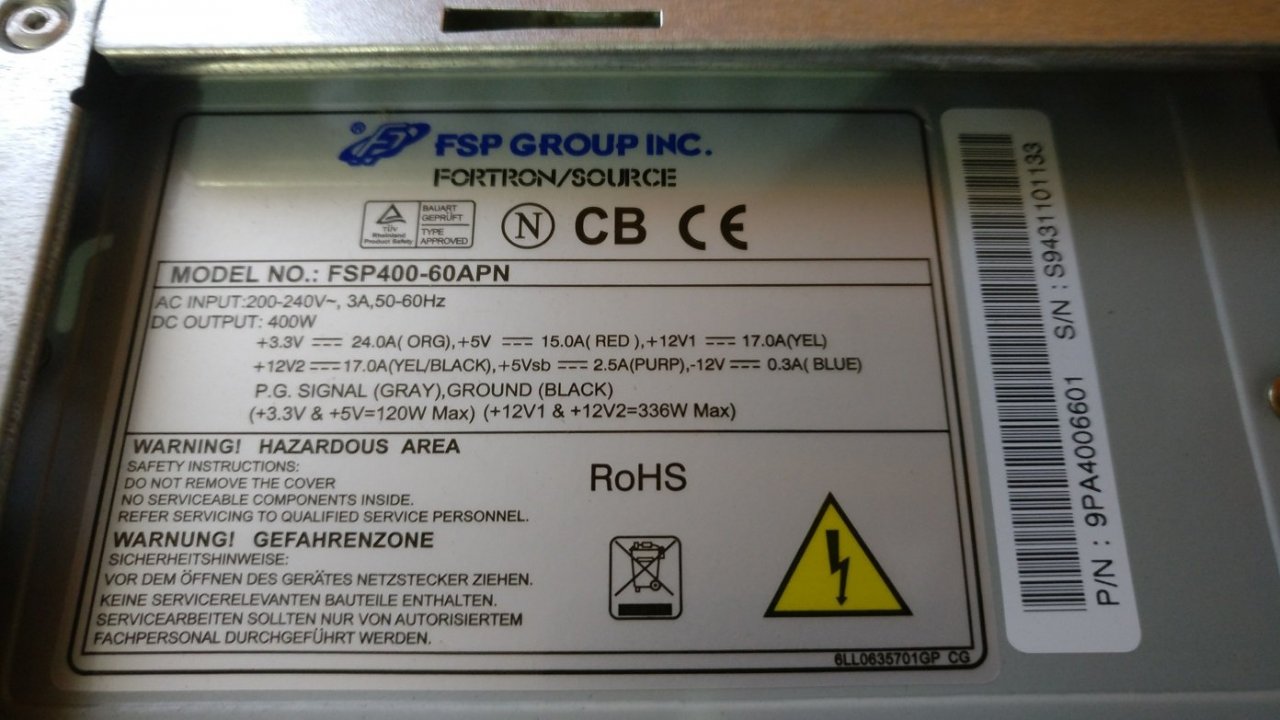 ® FSP GROUP INC.
FORTRON/SOURCE
TÜV Rheinland Product Safety
BAUART GEPRÜFT
TYPE APPROVED
N CB CE
MODEL NO.: FSP400-60APN
AC INPUT:200-240V~, 3A,50-60Hz
DC OUTPUT: 400W
+3.3V ⎓ 24.0A( ORG),+5V ⎓ 15.0A( RED ),+12V1 ⎓ 17.0A(YEL)
+12V2 ⎓ 17.0A(YEL/BLACK),+5Vsb ⎓ 2.5A(PURP),-12V ⎓ 0.3A( BLUE)
P.G. SIGNAL (GRAY),GROUND (BLACK)
(+3.3V & +5V=120W Max) (+12V1 & +12V2=336W Max)
WARNING! HAZARDOUS AREA
SAFETY INSTRUCTIONS:
DO NOT REMOVE THE COVER
NO SERVICEABLE COMPONENTS INSIDE.
REFER SERVICING TO QUALIFIED SERVICE PERSONNEL.
WARNUNG! GEFAHRENZONE
SICHERHEITSHINWEISE:
VOR DEM ÖFFNEN DES GERÄTES NETZSTECKER ZIEHEN.
KEINE SERVICERELEVANTEN BAUTEILE ENTHALTEN.
SERVICEARBEITEN SOLLTEN NUR VON AUTORISIERTEM
FACHPERSONAL DURCHGEFÜHRT WERDEN.
RoHS
6LL0635701GP CG
S/N : S9431101133
P/N : 9PA4006601